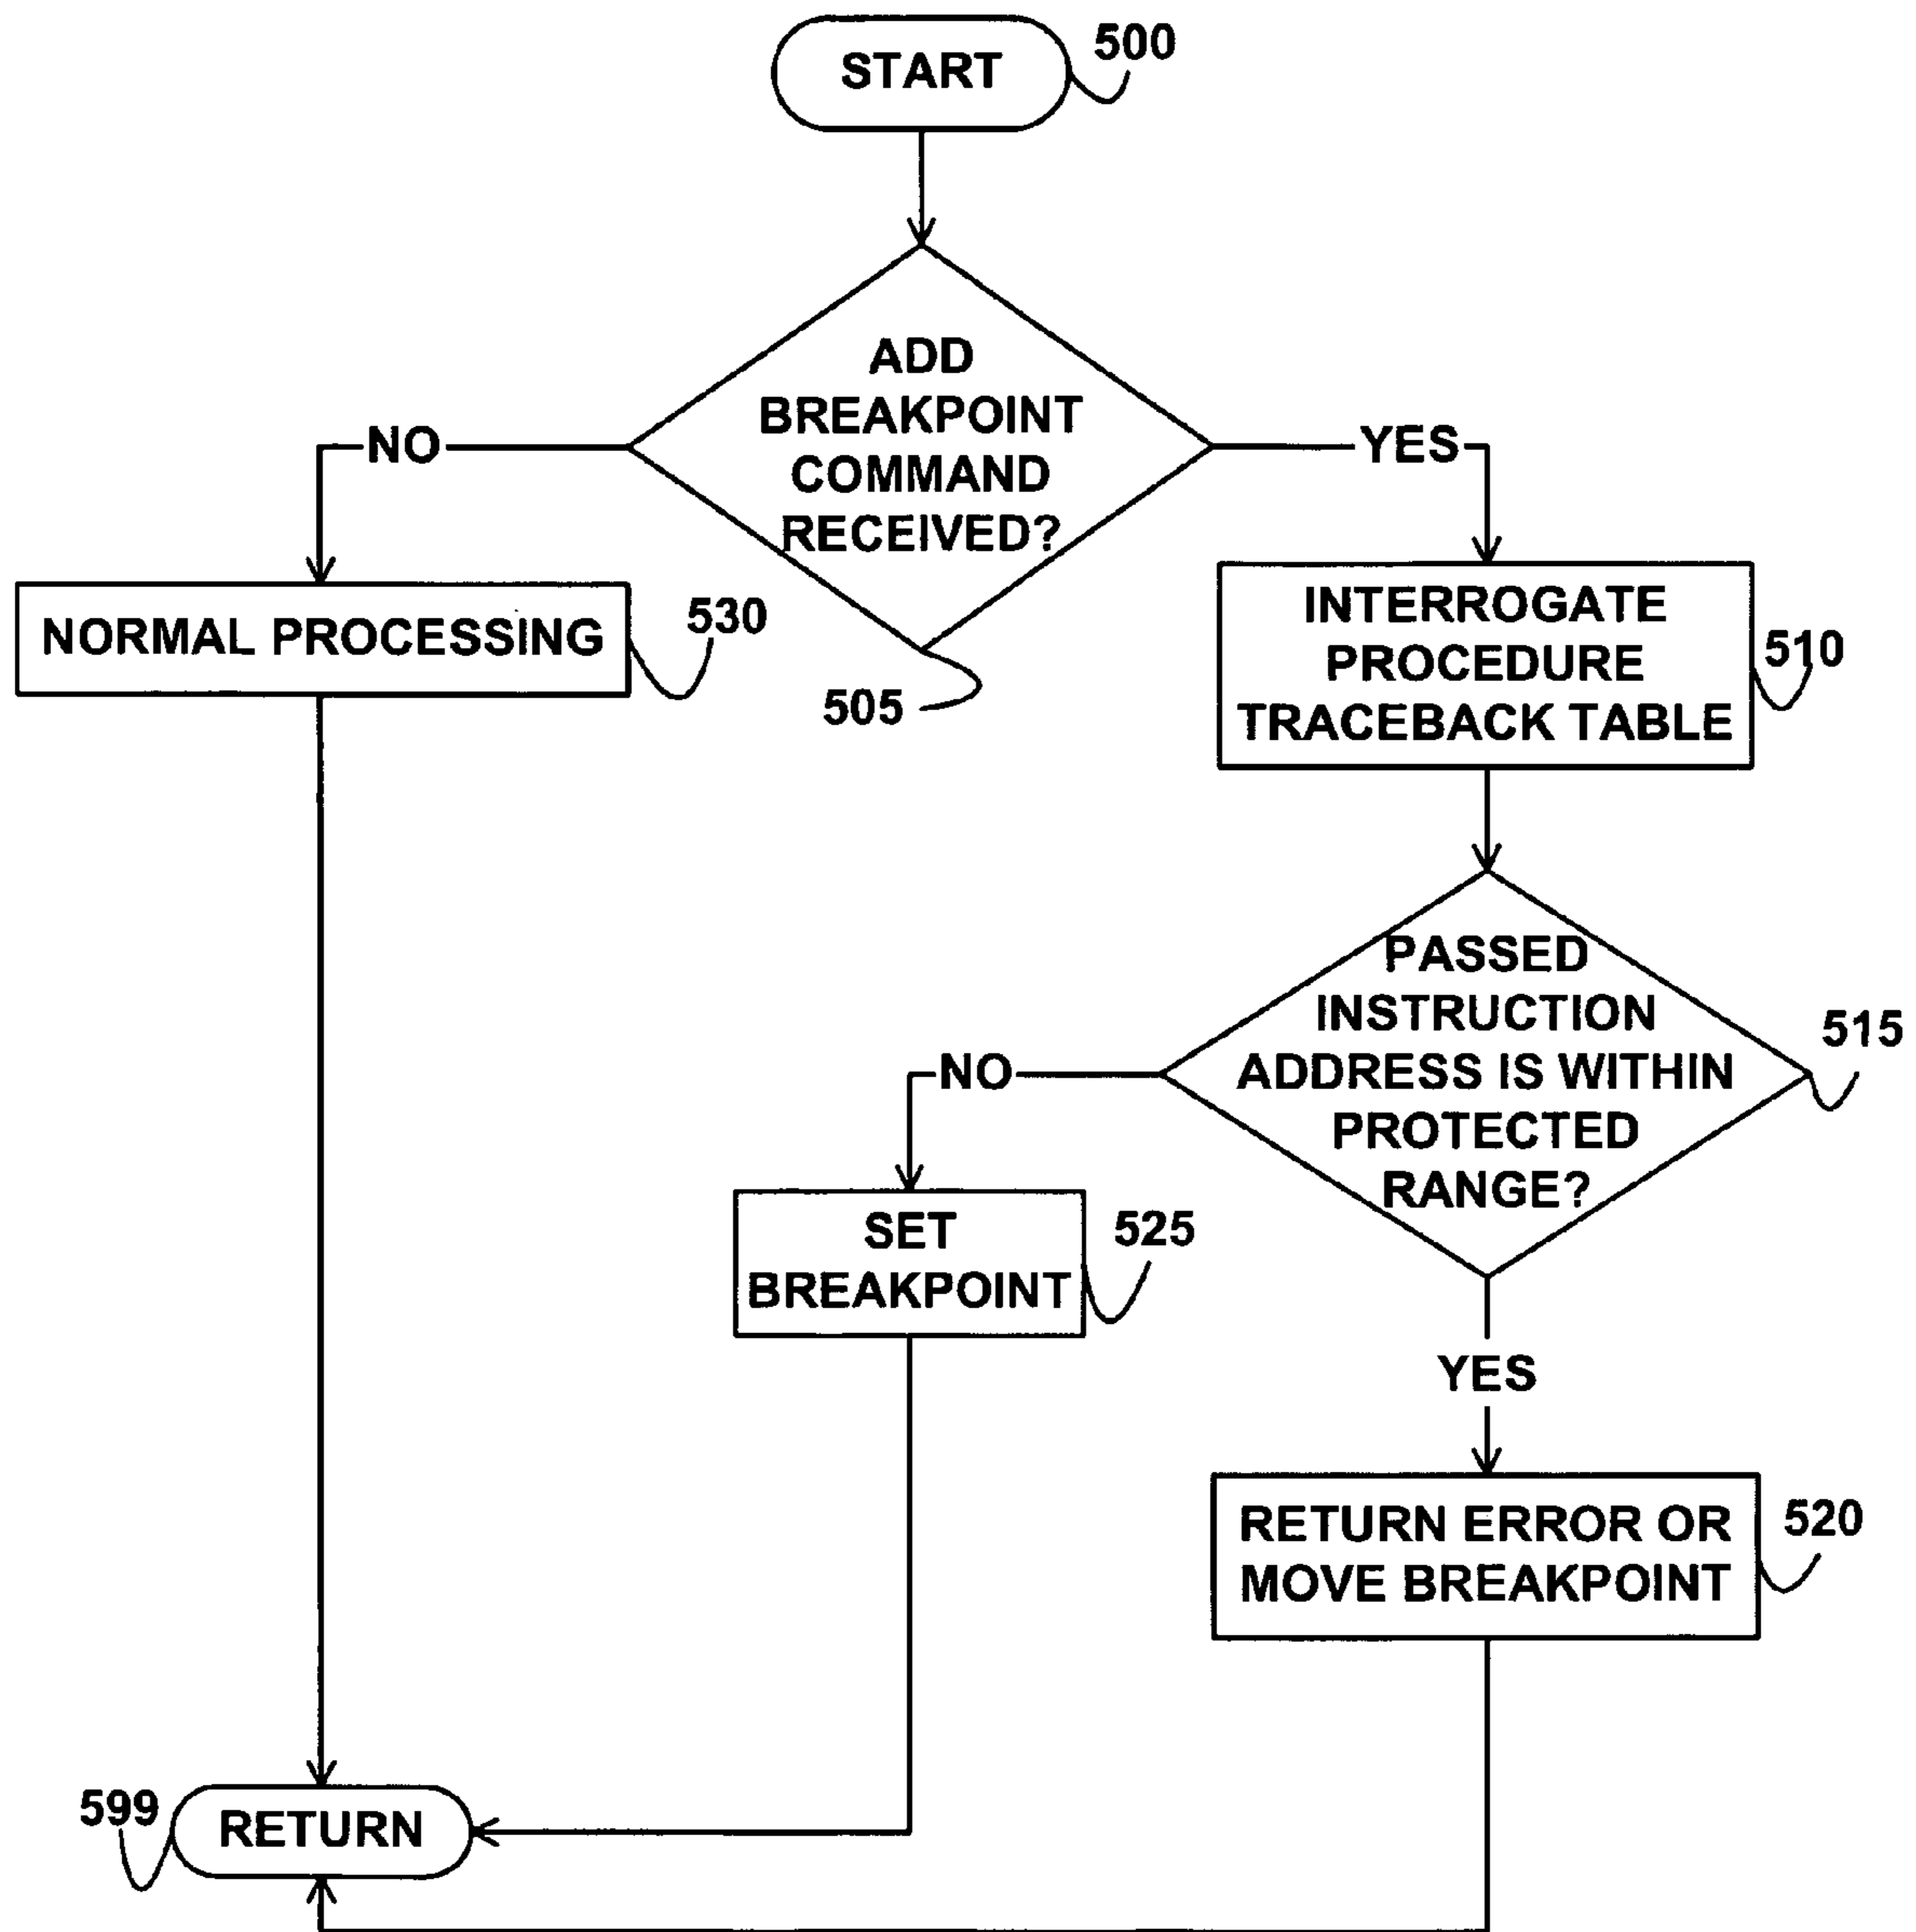 START
500
ADD
BREAKPOINT
COMMAND
RECEIVED?
505
NO
YES
NORMAL PROCESSING
530
INTERROGATE
PROCEDURE
TRACEBACK TABLE
510
PASSED
INSTRUCTION
ADDRESS IS WITHIN
PROTECTED
RANGE?
515
NO
SET
BREAKPOINT
525
YES
RETURN ERROR OR
MOVE BREAKPOINT
520
599
RETURN